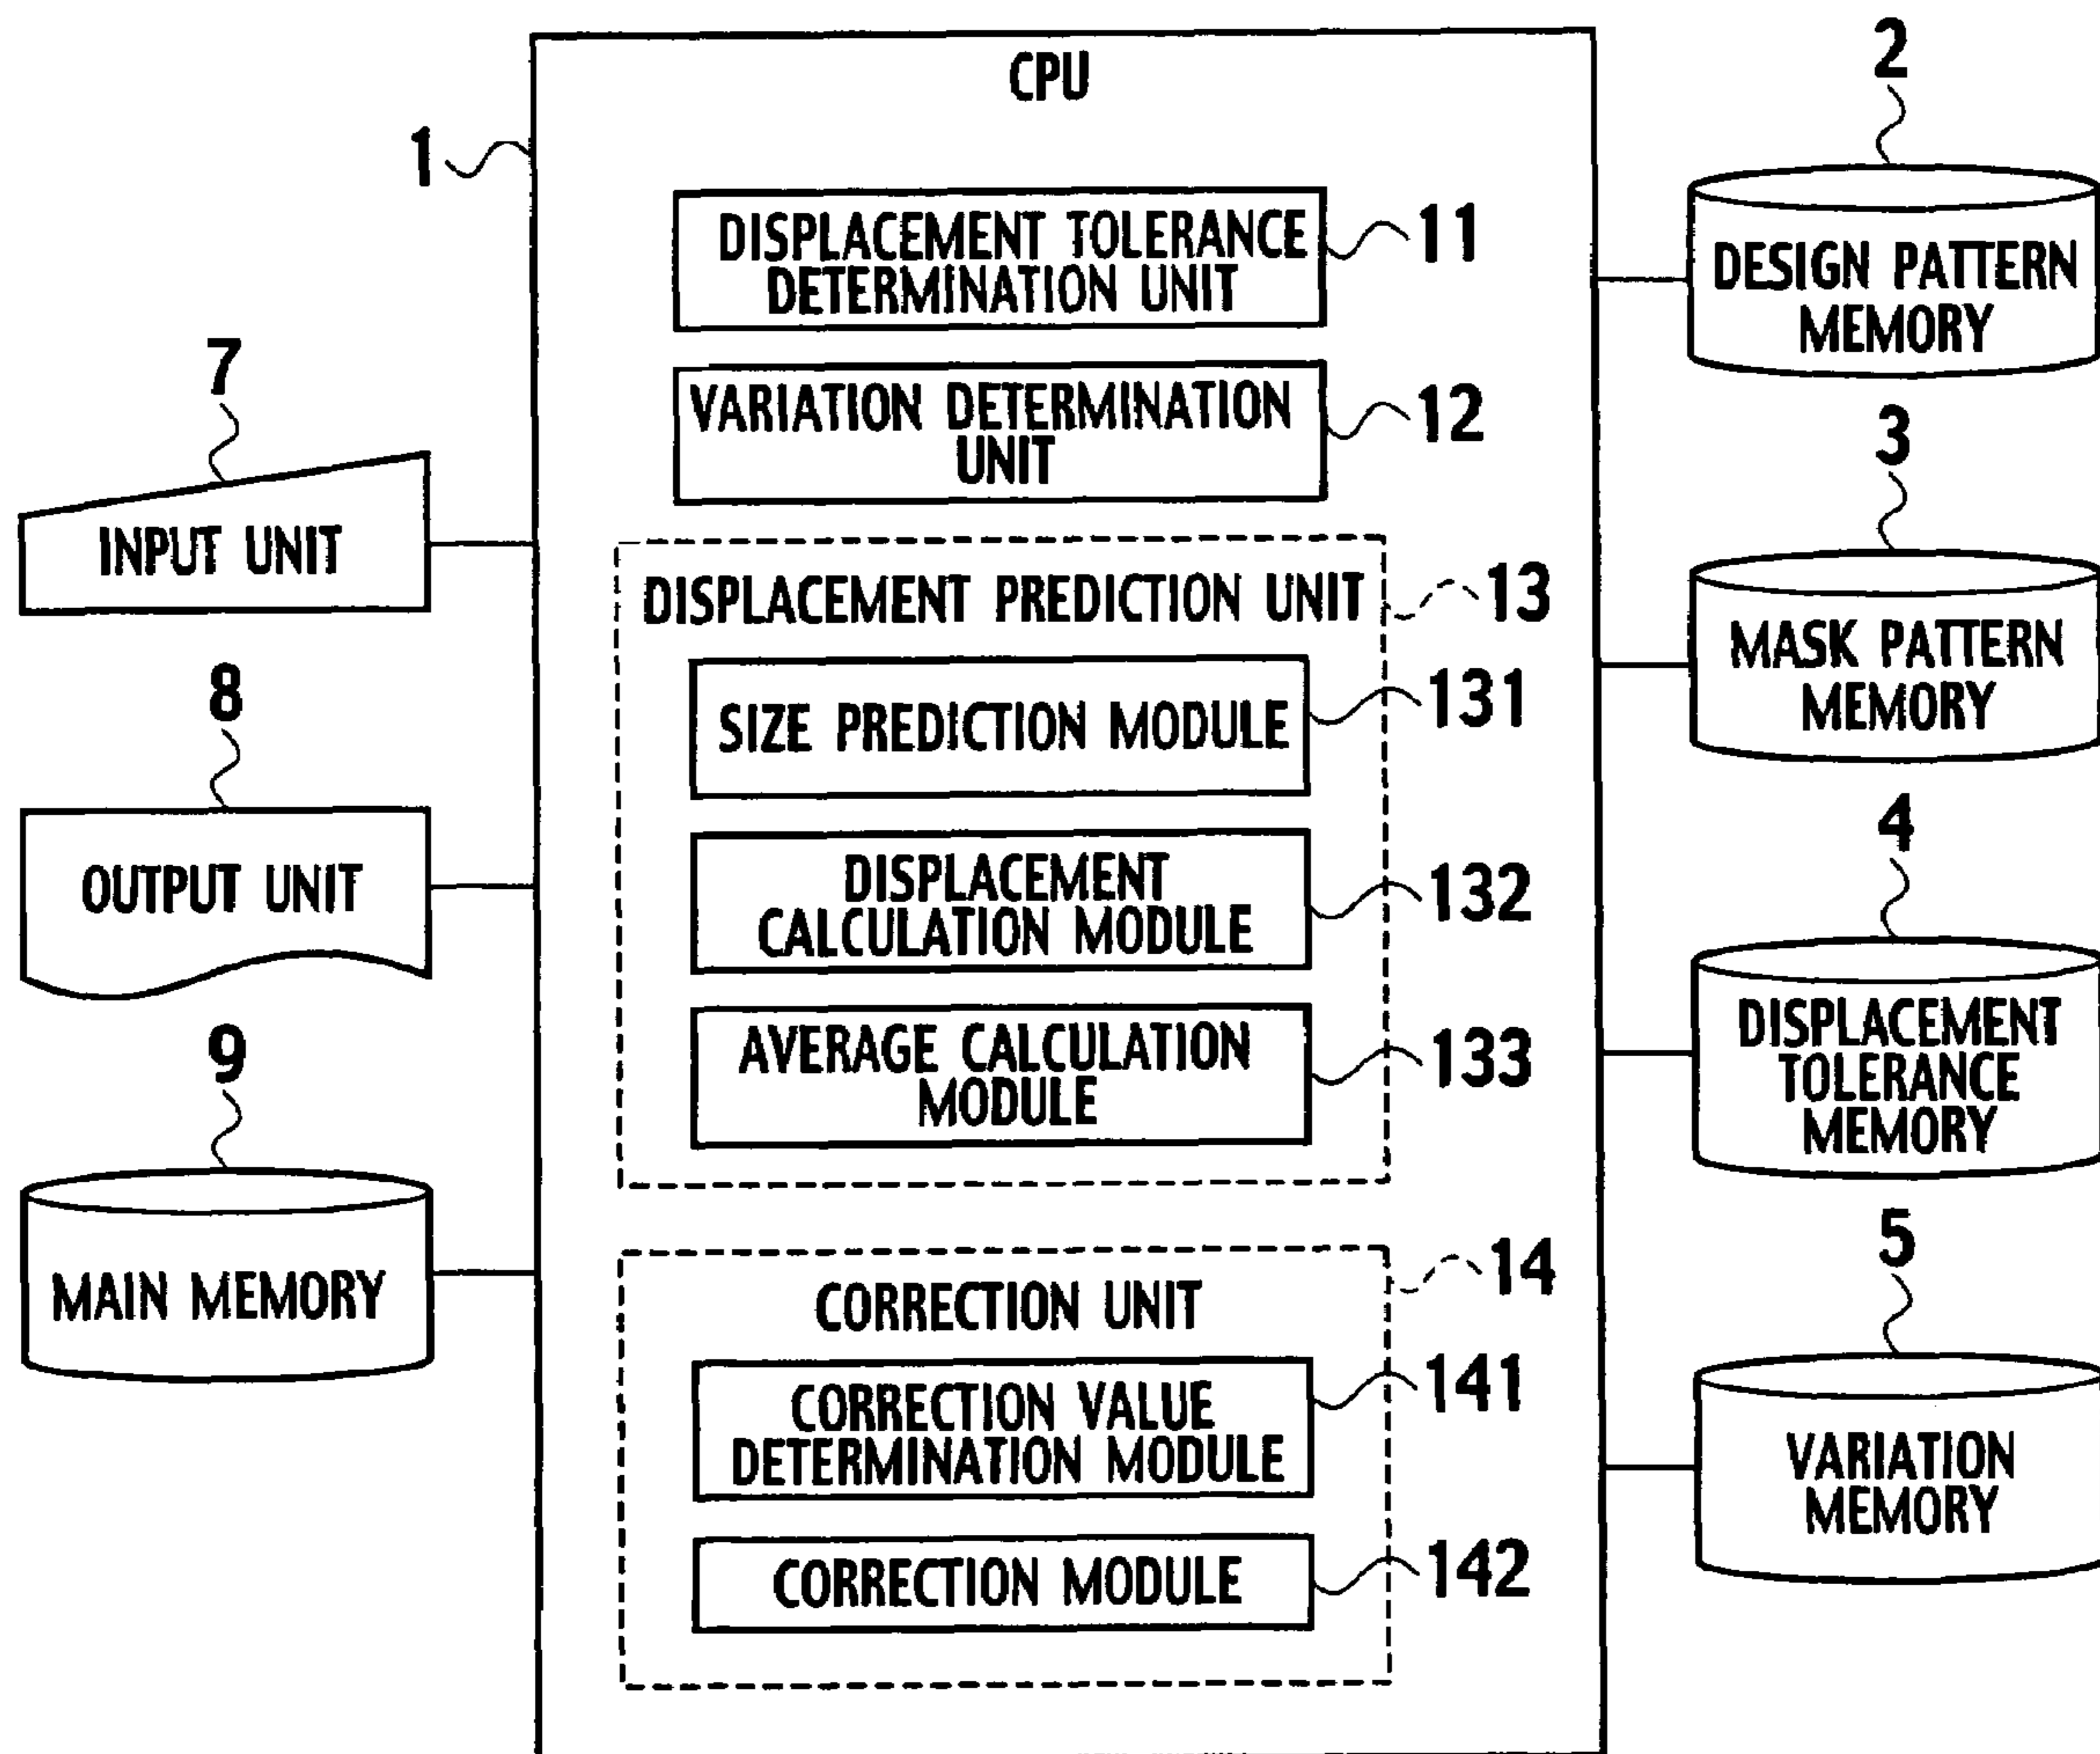 CPU
1
DISPLACEMENT TOLERANCE
DETERMINATION UNIT
11
VARIATION DETERMINATION
UNIT
12
DISPLACEMENT PREDICTION UNIT
13
SIZE PREDICTION MODULE
131
DISPLACEMENT
CALCULATION MODULE
132
AVERAGE CALCULATION
MODULE
133
CORRECTION UNIT
14
CORRECTION VALUE
DETERMINATION MODULE
141
CORRECTION MODULE
142
7
INPUT UNIT
8
OUTPUT UNIT
9
MAIN MEMORY
2
DESIGN PATTERN
MEMORY
3
MASK PATTERN
MEMORY
4
DISPLACEMENT
TOLERANCE
MEMORY
5
VARIATION
MEMORY